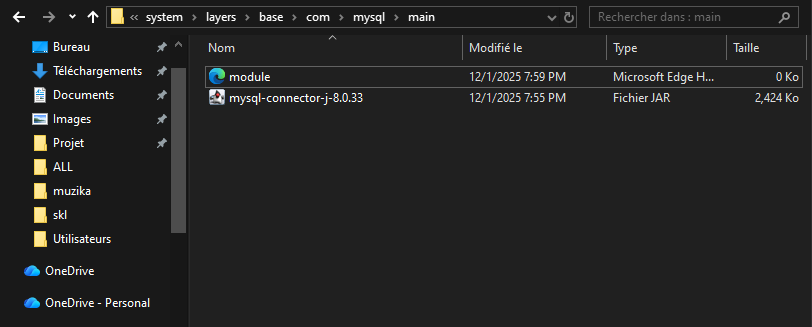 « system › layers › base › com › mysql › main
Rechercher dans : main
Bureau
Téléchargements
Documents
Images
Projet
ALL
muzika
skl
Utilisateurs
OneDrive
OneDrive - Personal
Nom Modifié le Type Taille
module 12/1/2025 7:59 PM Microsoft Edge H... 0 Ko
mysql-connector-j-8.0.33 12/1/2025 7:55 PM Fichier JAR 2,424 Ko